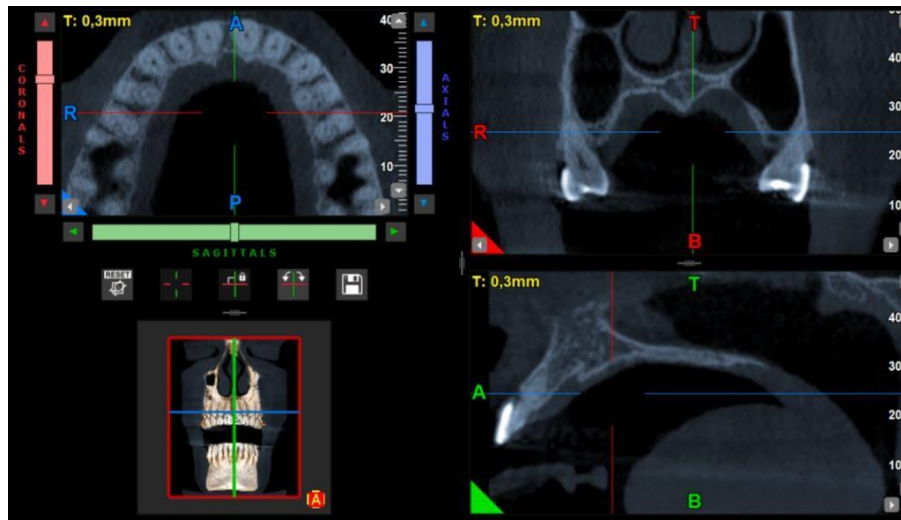 T: 0,3mm
A
40
30
20
10
R
P
CORONALS
AXIALS
SAGITTALS
RESET
A
T: 0,3mm
T
40
30
20
10
R
B
T: 0,3mm
T
40
30
20
10
A
B